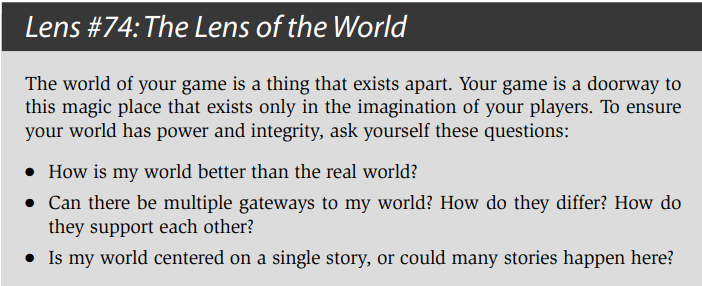 Lens #74: The Lens of the World
The world of your game is a thing that exists apart. Your game is a doorway to
this magic place that exists only in the imagination of your players. To ensure
your world has power and integrity, ask yourself these questions:
● How is my world better than the real world?
● Can there be multiple gateways to my world? How do they differ? How do
they support each other?
● Is my world centered on a single story, or could many stories happen here?